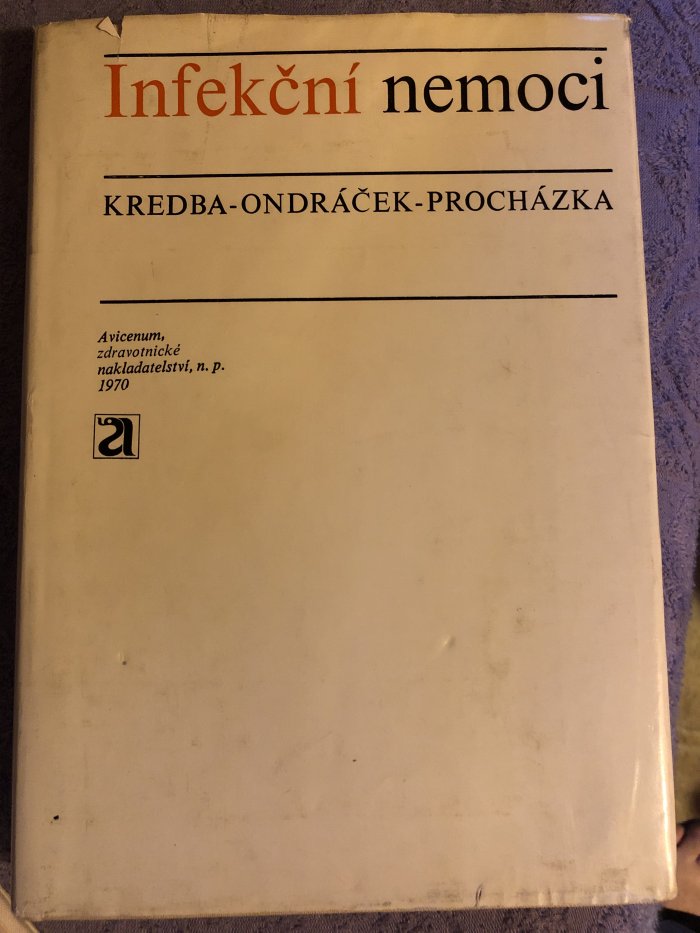 Infekční nemoci
KREDBA-ONDRÁČEK-PROCHÁZKA
Avicenum,
zdravotnické
nakladatelství, n. p.
1970